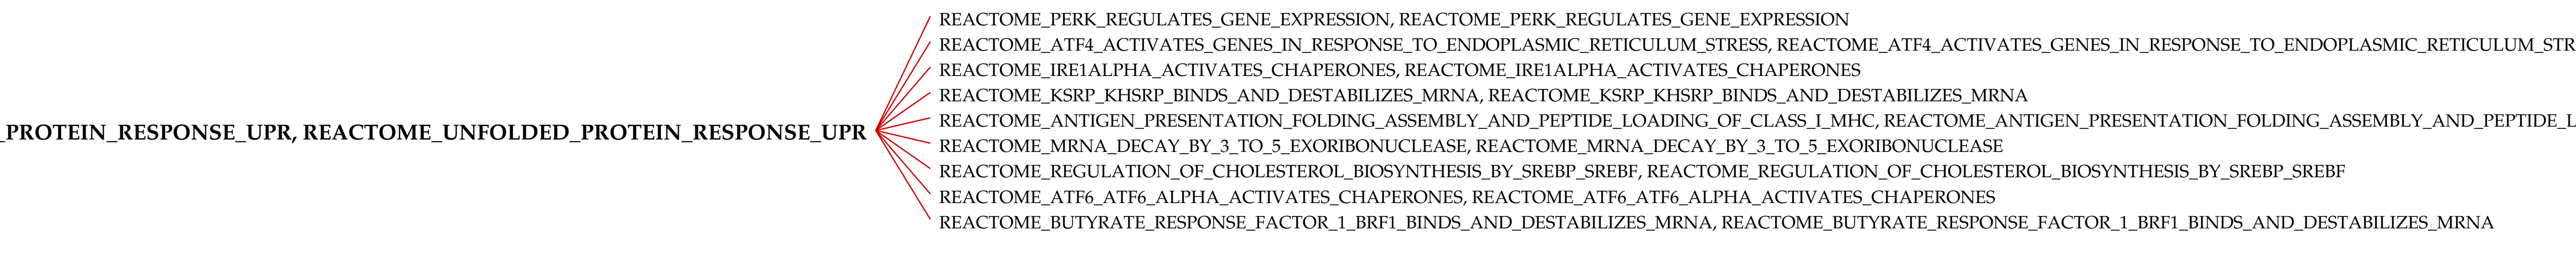 REACTOME_PERK_REGULATES_GENE_EXPRESSION, REACTOME_PERK_REGULATES_GENE_EXPRESSION
REACTOME_ATF4_ACTIVATES_GENES_IN_RESPONSE_TO_ENDOPLASMIC_RETICULUM_STRESS, REACTOME_ATF4_ACTIVATES_GENES_IN_RESPONSE_TO_ENDOPLASMIC_RETICULUM_STR
REACTOME_IRE1ALPHA_ACTIVATES_CHAPERONES, REACTOME_IRE1ALPHA_ACTIVATES_CHAPERONES
REACTOME_KSRP_KHSRP_BINDS_AND_DESTABILIZES_MRNA, REACTOME_KSRP_KHSRP_BINDS_AND_DESTABILIZES_MRNA
REACTOME_ANTIGEN_PRESENTATION_FOLDING_ASSEMBLY_AND_PEPTIDE_LOADING_OF_CLASS_I_MHC, REACTOME_ANTIGEN_PRESENTATION_FOLDING_ASSEMBLY_AND_PEPTIDE_L
_PROTEIN_RESPONSE_UPR, REACTOME_UNFOLDED_PROTEIN_RESPONSE_UPR
REACTOME_MRNA_DECAY_BY_3_TO_5_EXORIBONUCLEASE, REACTOME_MRNA_DECAY_BY_3_TO_5_EXORIBONUCLEASE
REACTOME_REGULATION_OF_CHOLESTEROL_BIOSYNTHESIS_BY_SREBP_SREBF, REACTOME_REGULATION_OF_CHOLESTEROL_BIOSYNTHESIS_BY_SREBP_SREBF
REACTOME_ATF6_ATF6_ALPHA_ACTIVATES_CHAPERONES, REACTOME_ATF6_ATF6_ALPHA_ACTIVATES_CHAPERONES
REACTOME_BUTYRATE_RESPONSE_FACTOR_1_BRF1_BINDS_AND_DESTABILIZES_MRNA, REACTOME_BUTYRATE_RESPONSE_FACTOR_1_BRF1_BINDS_AND_DESTABILIZES_MRNA